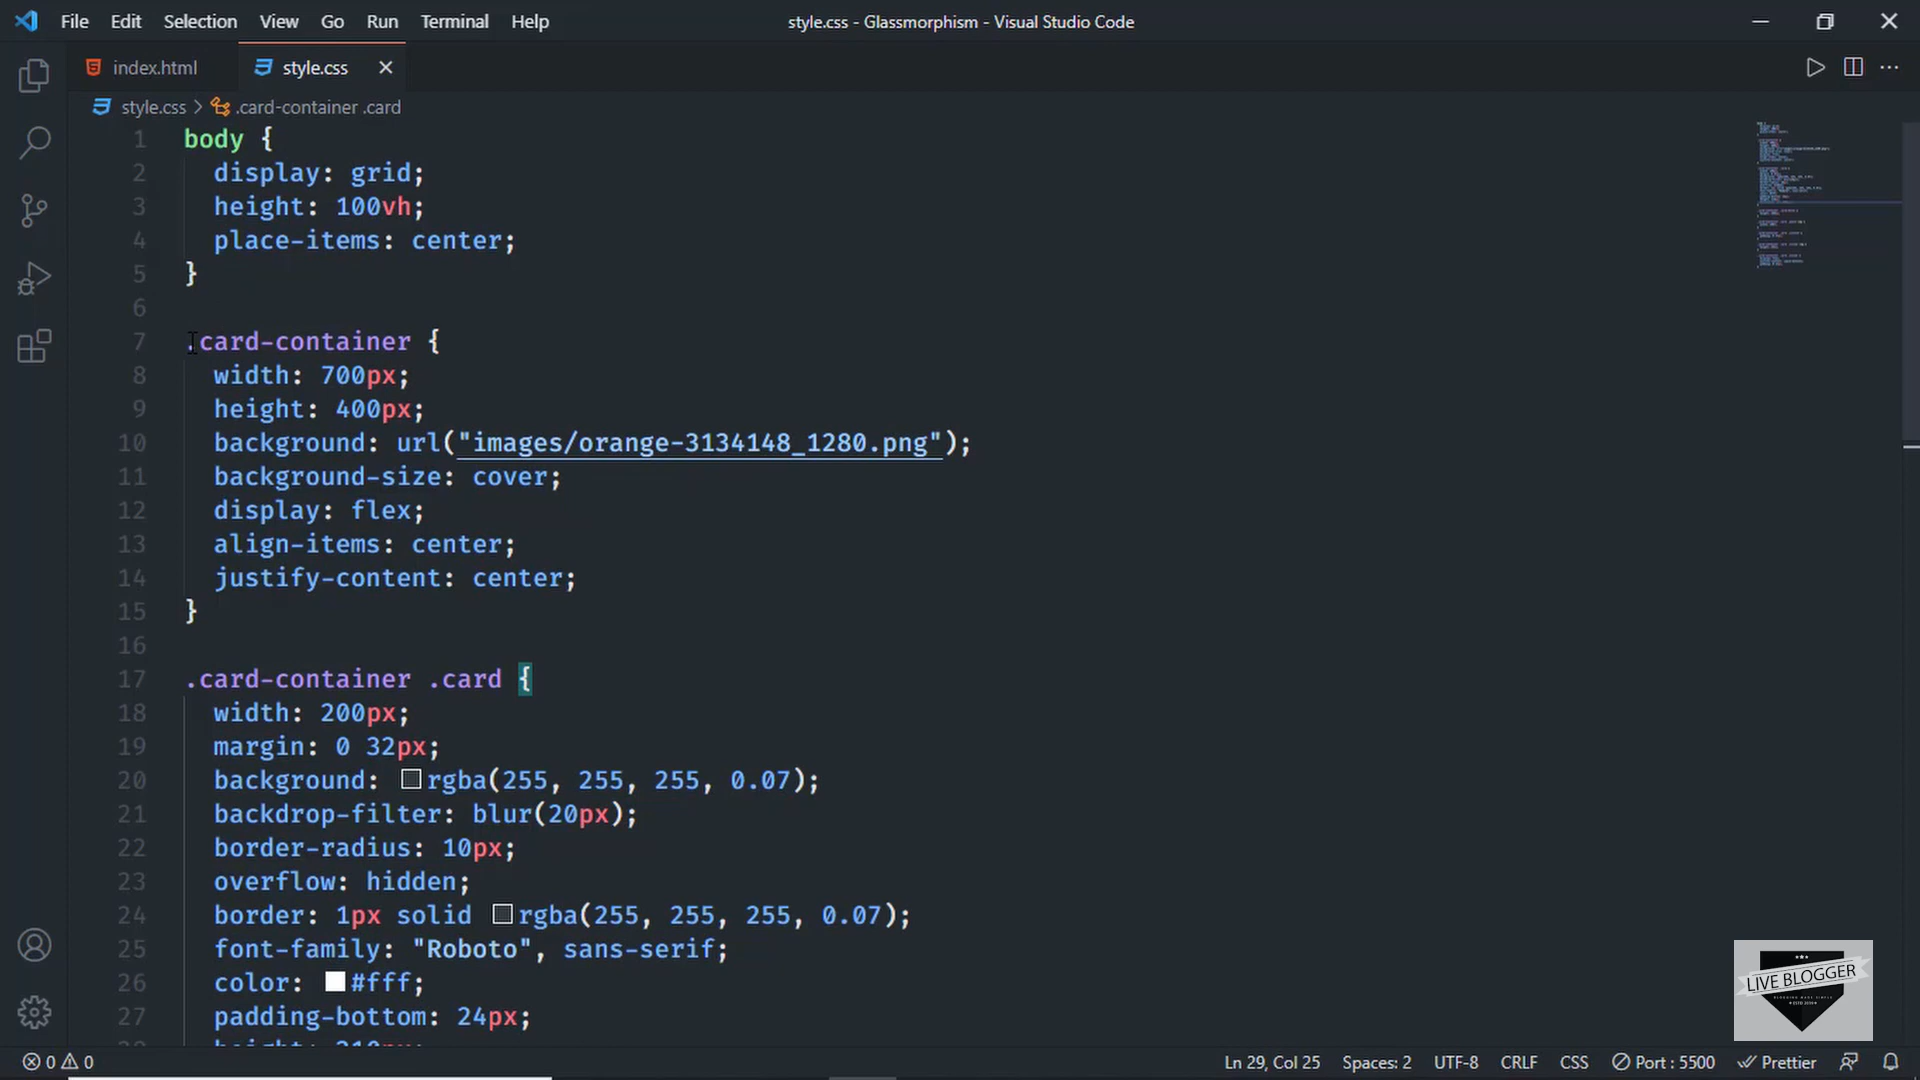 File Edit Selection View Go Run Terminal Help
style.css - Glassmorphism - Visual Studio Code
index.html
style.css
style.css > .card-container .card
1 body {
2 display: grid;
3 height: 100vh;
4 place-items: center;
5 }
6
7 .card-container {
8 width: 700px;
9 height: 400px;
10 background: url("images/orange-3134148_1280.png");
11 background-size: cover;
12 display: flex;
13 align-items: center;
14 justify-content: center;
15 }
16
17 .card-container .card {
18 width: 200px;
19 margin: 0 32px;
20 background: rgba(255, 255, 255, 0.07);
21 backdrop-filter: blur(20px);
22 border-radius: 10px;
23 overflow: hidden;
24 border: 1px solid rgba(255, 255, 255, 0.07);
25 font-family: "Roboto", sans-serif;
26 color: #fff;
27 padding-bottom: 24px;
LIVE BLOGGER
0 0
Ln 29, Col 25 Spaces: 2 UTF-8 CRLF CSS Port : 5500 Prettier